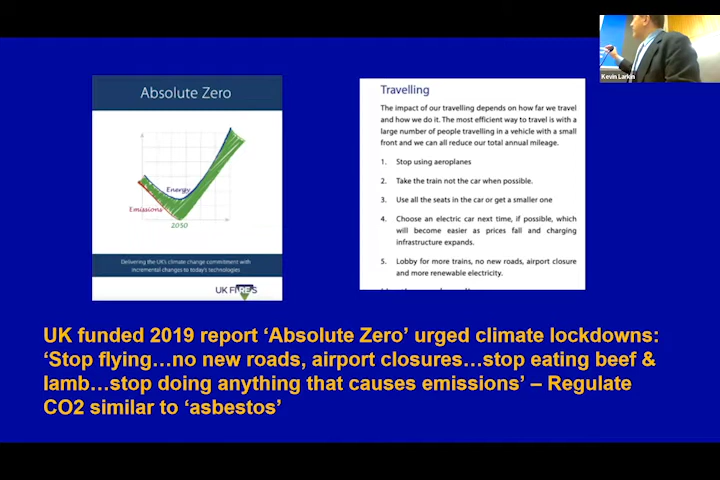 Kevin Larkin
Absolute Zero
Energy
Emissions
2050
Delivering the UK's climate change commitment with
incremental changes to today's technologies
UK FIRES
Travelling
The impact of our travelling depends on how far we travel
and how we do it. The most efficient way to travel is with a
large number of people travelling in a vehicle with a small
front and we can all reduce our total annual mileage.
1. Stop using aeroplanes
2. Take the train not the car when possible.
3. Use all the seats in the car or get a smaller one
4. Choose an electric car next time, if possible, which
will become easier as prices fall and charging
infrastructure expands.
5. Lobby for more trains, no new roads, airport closure
and more renewable electricity.
UK funded 2019 report ‘Absolute Zero’ urged climate lockdowns:
‘Stop flying…no new roads, airport closures…stop eating beef &
lamb…stop doing anything that causes emissions’ – Regulate
CO2 similar to ‘asbestos’